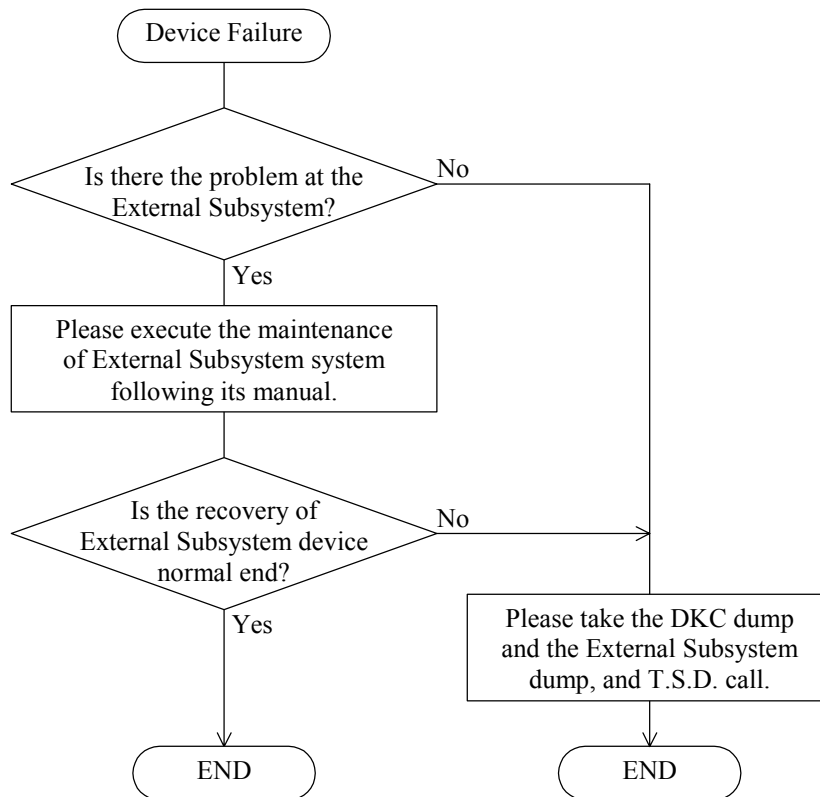 Device Failure
Is there the problem at the
External Subsystem?
No
Yes
Please execute the maintenance
of External Subsystem system
following its manual.
Is the recovery of
External Subsystem device
normal end?
No
Yes
Please take the DKC dump
and the External Subsystem
dump, and T.S.D. call.
END
END